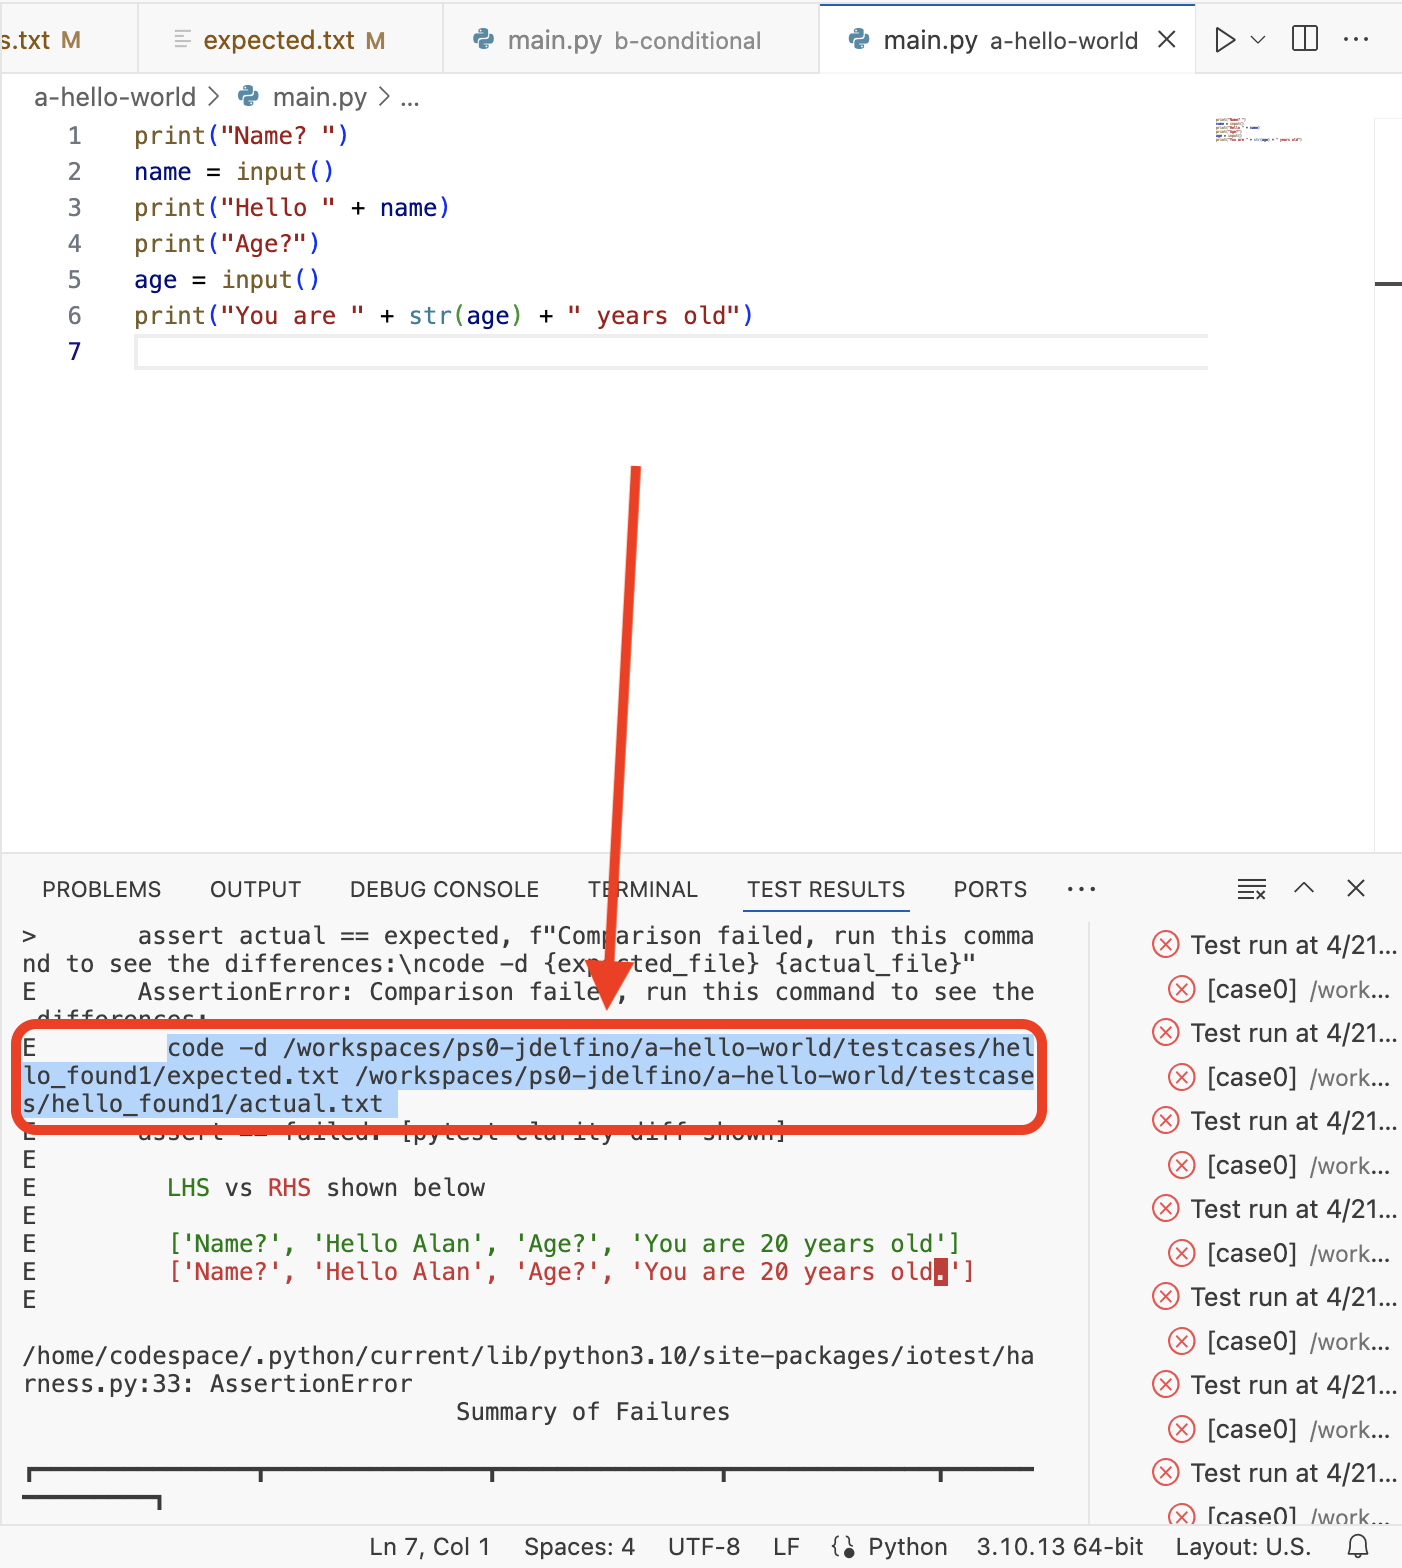 s.txt M expected.txt M main.py b-conditional main.py a-hello-world
a-hello-world > main.py > ...
1 print("Name? ")
2 name = input()
3 print("Hello " + name)
4 print("Age?")
5 age = input()
6 print("You are " + str(age) + " years old")
7
PROBLEMS OUTPUT DEBUG CONSOLE TERMINAL TEST RESULTS PORTS ...
> assert actual == expected, f"Comparison failed, run this comma
nd to see the differences:\ncode -d {expected_file} {actual_file}"
E AssertionError: Comparison failed, run this command to see the
differences:
E code -d /workspaces/ps0-jdelfino/a-hello-world/testcases/hel
lo_found1/expected.txt /workspaces/ps0-jdelfino/a-hello-world/testcase
s/hello_found1/actual.txt
E assert == failed. [pytest-clarity diff shown]
E
E LHS vs RHS shown below
E
E ['Name?', 'Hello Alan', 'Age?', 'You are 20 years old']
E ['Name?', 'Hello Alan', 'Age?', 'You are 20 years old.']
E
/home/codespace/.python/current/lib/python3.10/site-packages/iotest/ha
rness.py:33: AssertionError
Summary of Failures
Test run at 4/21...
[case0] /work...
Test run at 4/21...
[case0] /work...
Test run at 4/21...
[case0] /work...
Test run at 4/21...
[case0] /work...
Test run at 4/21...
[case0] /work...
Test run at 4/21...
[case0] /work...
Test run at 4/21...
[case0] /work...
Ln 7, Col 1 Spaces: 4 UTF-8 LF Python 3.10.13 64-bit Layout: U.S.